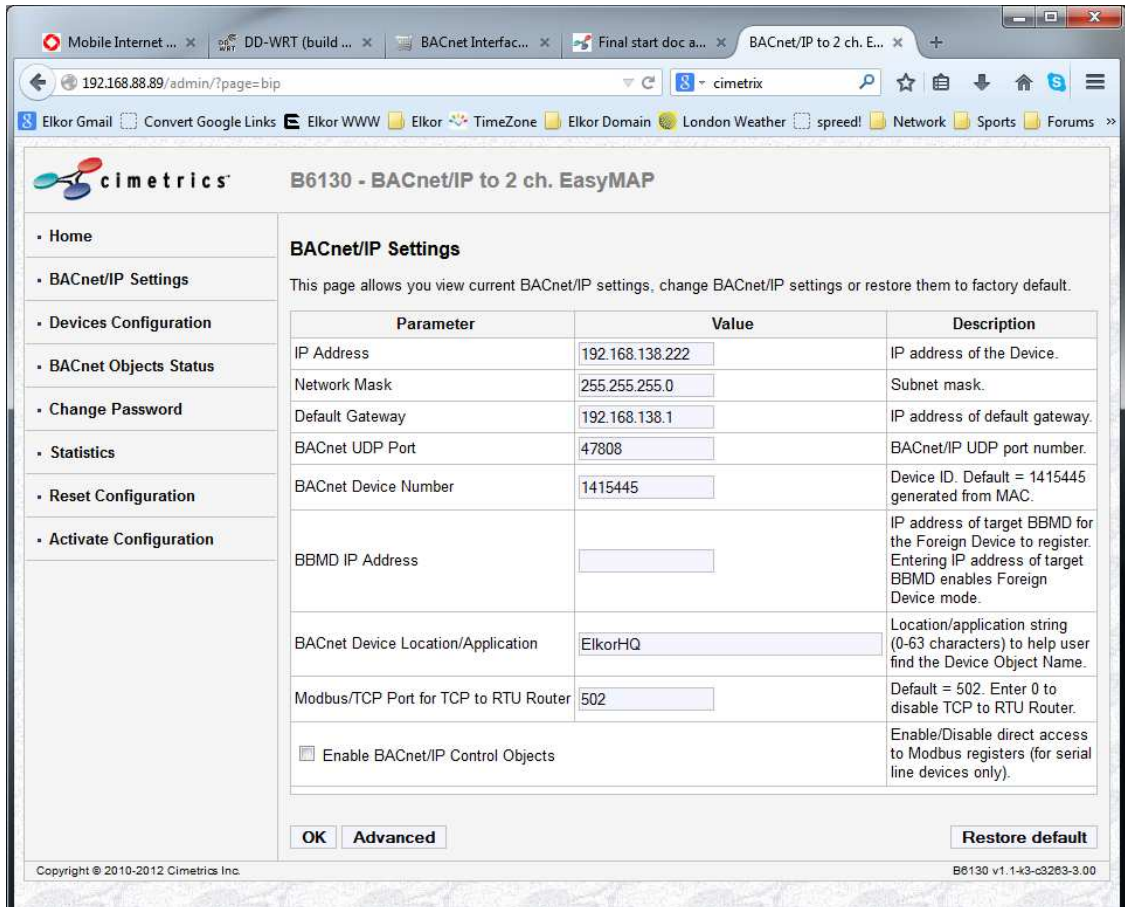 Mobile Internet ... ×
DD-WRT (build ... ×
BACnet Interfac... ×
Final start doc a... ×
BACnet/IP to 2 ch. E... ×
192.168.88.89/admin/?page=bip
cimetrix
Elkor Gmail Convert Google Links Elkor WWW Elkor TimeZone Elkor Domain London Weather spreed! Network Sports Forums »
cimetrics
B6130 - BACnet/IP to 2 ch. EasyMAP
Home
BACnet/IP Settings
Devices Configuration
BACnet Objects Status
Change Password
Statistics
Reset Configuration
Activate Configuration
BACnet/IP Settings
This page allows you view current BACnet/IP settings, change BACnet/IP settings or restore them to factory default.
Parameter Value Description
IP Address 192.168.138.222 IP address of the Device.
Network Mask 255.255.255.0 Subnet mask.
Default Gateway 192.168.138.1 IP address of default gateway.
BACnet UDP Port 47808 BACnet/IP UDP port number.
BACnet Device Number 1415445 Device ID. Default = 1415445
generated from MAC.
BBMD IP Address
IP address of target BBMD for
the Foreign Device to register.
Entering IP address of target
BBMD enables Foreign
Device mode.
BACnet Device Location/Application ElkorHQ
Location/application string
(0-63 characters) to help user
find the Device Object Name.
Modbus/TCP Port for TCP to RTU Router 502
Default = 502. Enter 0 to
disable TCP to RTU Router.
Enable BACnet/IP Control Objects
Enable/Disable direct access
to Modbus registers (for serial
line devices only).
OK Advanced Restore default
Copyright © 2010-2012 Cimetrics Inc. B6130 v1.1-k3-c3263-3.00